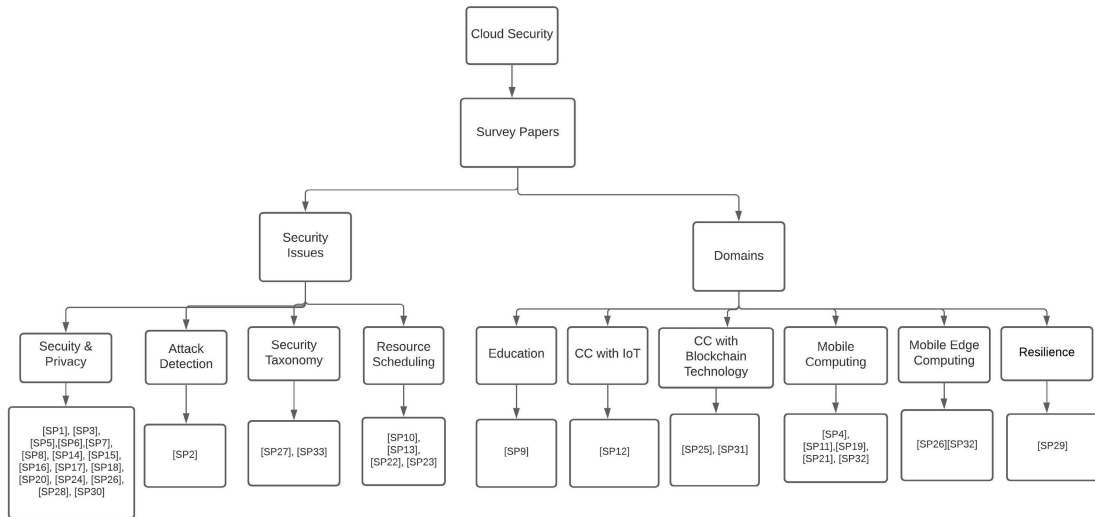 Cloud Security
Survey Papers
Security
Issues
Domains
Secuity &
Privacy
Attack
Detection
Security
Taxonomy
Resource
Scheduling
Education
CC with IoT
CC with
Blockchain
Technology
Mobile
Computing
Mobile Edge
Computing
Resilience
[SP1], [SP3],
[SP5],[SP6],[SP7],
[SP8], [SP14], [SP15],
[SP16], [SP17], [SP18],
[SP20], [SP24], [SP26],
[SP28], [SP30]
[SP2]
[SP27], [SP33]
[SP10],
[SP13],
[SP22], [SP23]
[SP9]
[SP12]
[SP25], [SP31]
[SP4],
[SP11],[SP19],
[SP21], [SP32]
[SP26][SP32]
[SP29]